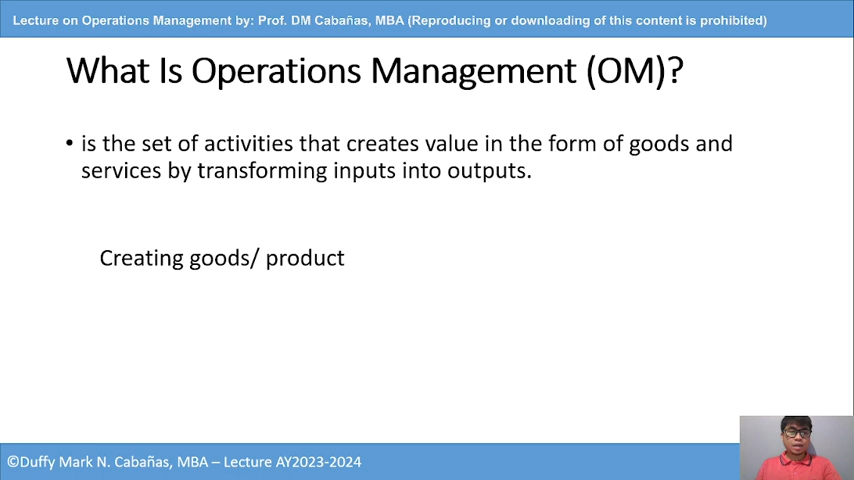 Lecture on Operations Management by: Prof. DM Cabañas, MBA (Reproducing or downloading of this content is prohibited)
What Is Operations Management (OM)?
• is the set of activities that creates value in the form of goods and
services by transforming inputs into outputs.
Creating goods/ product
©Duffy Mark N. Cabañas, MBA – Lecture AY2023-2024